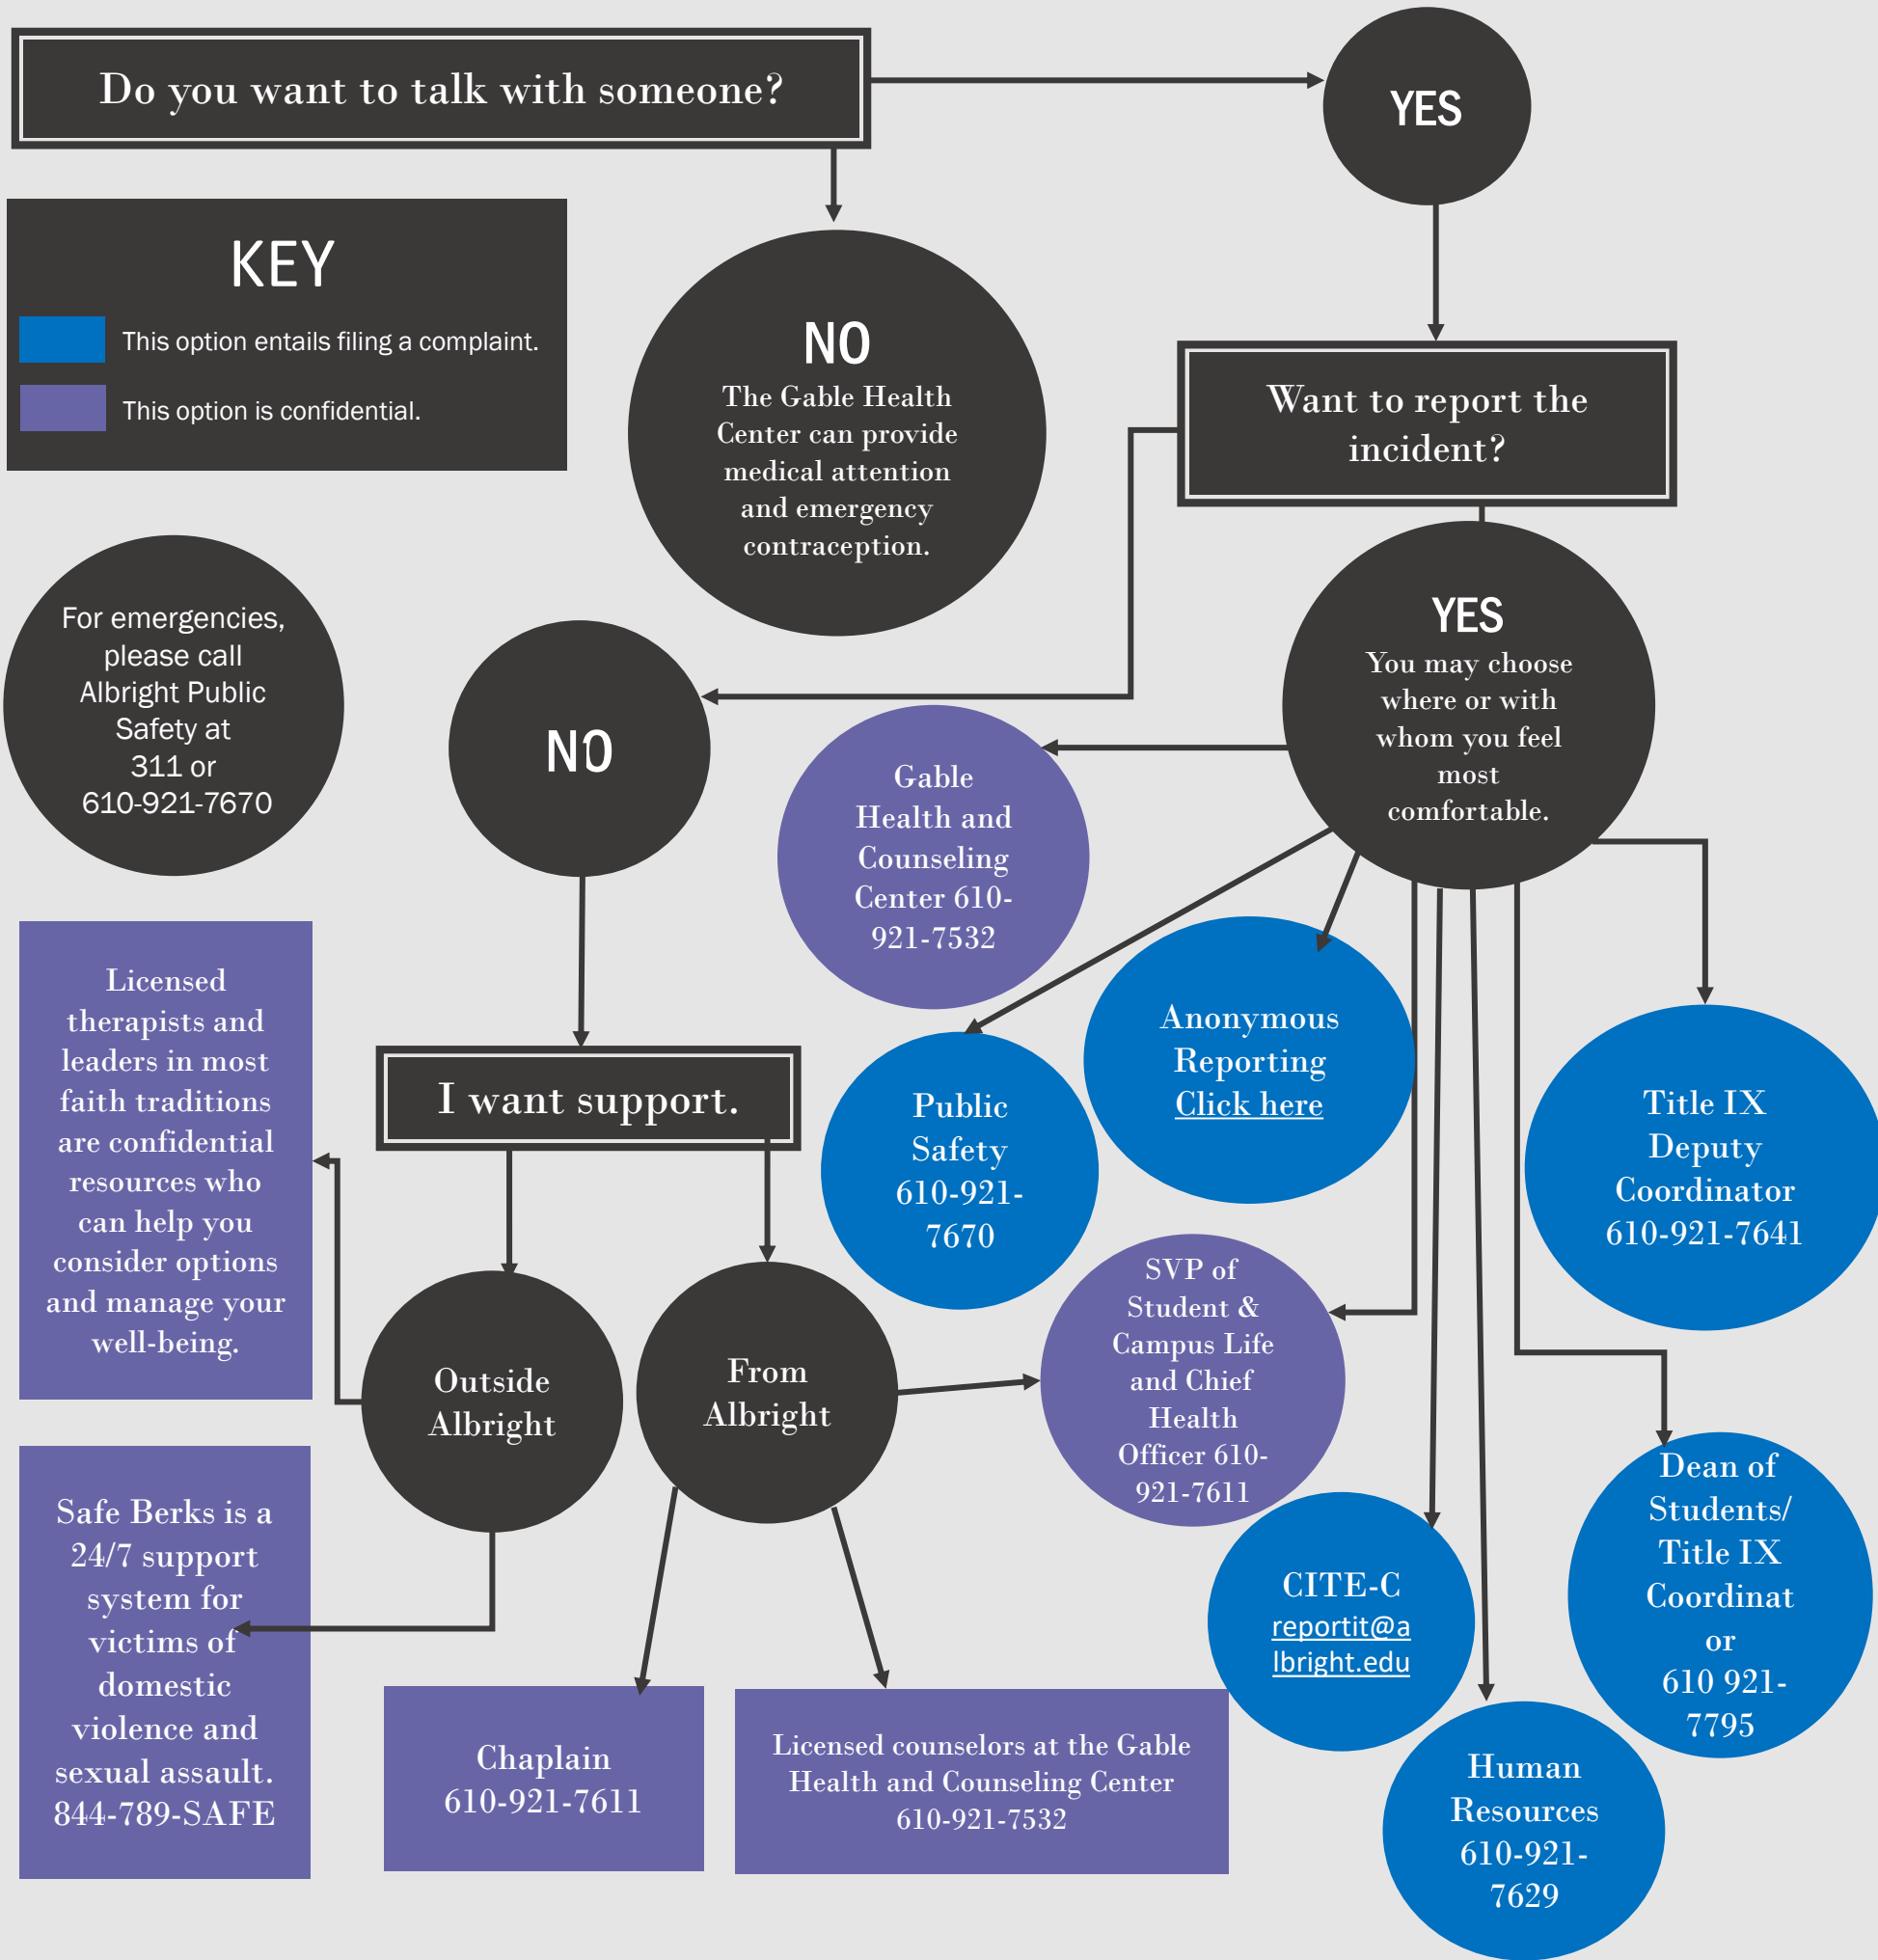 Do you want to talk with someone?
YES
KEY
This option entails filing a complaint.
This option is confidential.
NO
The Gable Health
Center can provide
medical attention
and emergency
contraception.
Want to report the
incident?
For emergencies,
please call
Albright Public
Safety at
311 or
610-921-7670
NO
YES
You may choose
where or with
whom you feel
most
comfortable.
Gable
Health and
Counseling
Center 610-
921-7532
Licensed
therapists and
leaders in most
faith traditions
are confidential
resources who
can help you
consider options
and manage your
well-being.
I want support.
Public
Safety
610-921-
7670
Anonymous
Reporting
Click here
Title IX
Deputy
Coordinator
610-921-7641
Outside
Albright
From
Albright
SVP of
Student &
Campus Life
and Chief
Health
Officer 610-
921-7611
Safe Berks is a
24/7 support
system for
victims of
domestic
violence and
sexual assault.
844-789-SAFE
Chaplain
610-921-7611
Licensed counselors at the Gable
Health and Counseling Center
610-921-7532
CITE-C
reportit@a
lbright.edu
Dean of
Students/
Title IX
Coordinat
or
610 921-
7795
Human
Resources
610-921-
7629